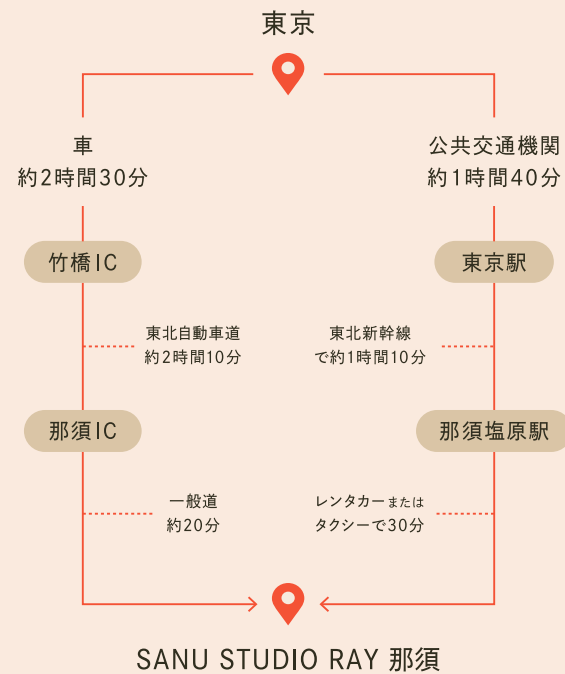 東京
車
約2時間30分
公共交通機関
約1時間40分
竹橋IC
東京駅
東北自動車道
約2時間10分
東北新幹線
で約1時間10分
那須IC
那須塩原駅
一般道
約20分
レンタカーまたは
タクシーで30分
SANU STUDIO RAY 那須